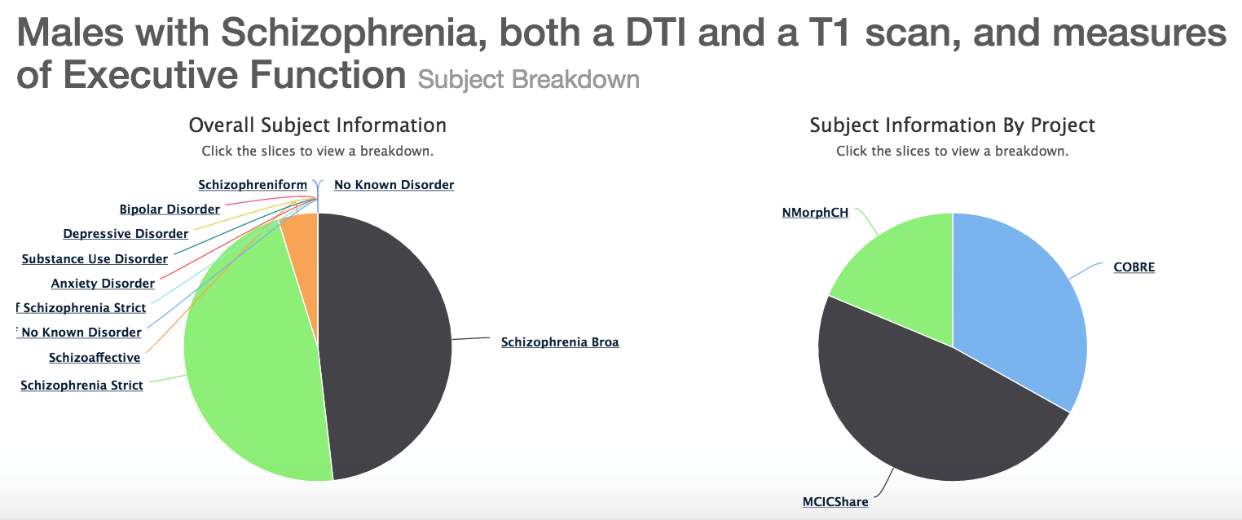 Males with Schizophrenia, both a DTI and a T1 scan, and measures
of Executive Function Subject Breakdown
Overall Subject Information
Click the slices to view a breakdown.
Schizophreniform
No Known Disorder
Bipolar Disorder
Depressive Disorder
Substance Use Disorder
Anxiety Disorder
f Schizophrenia Strict
No Known Disorder
Schizoaffective
Schizophrenia Strict
Schizophrenia Broa
Subject Information By Project
Click the slices to view a breakdown.
NMorphCH
COBRE
MCICShare